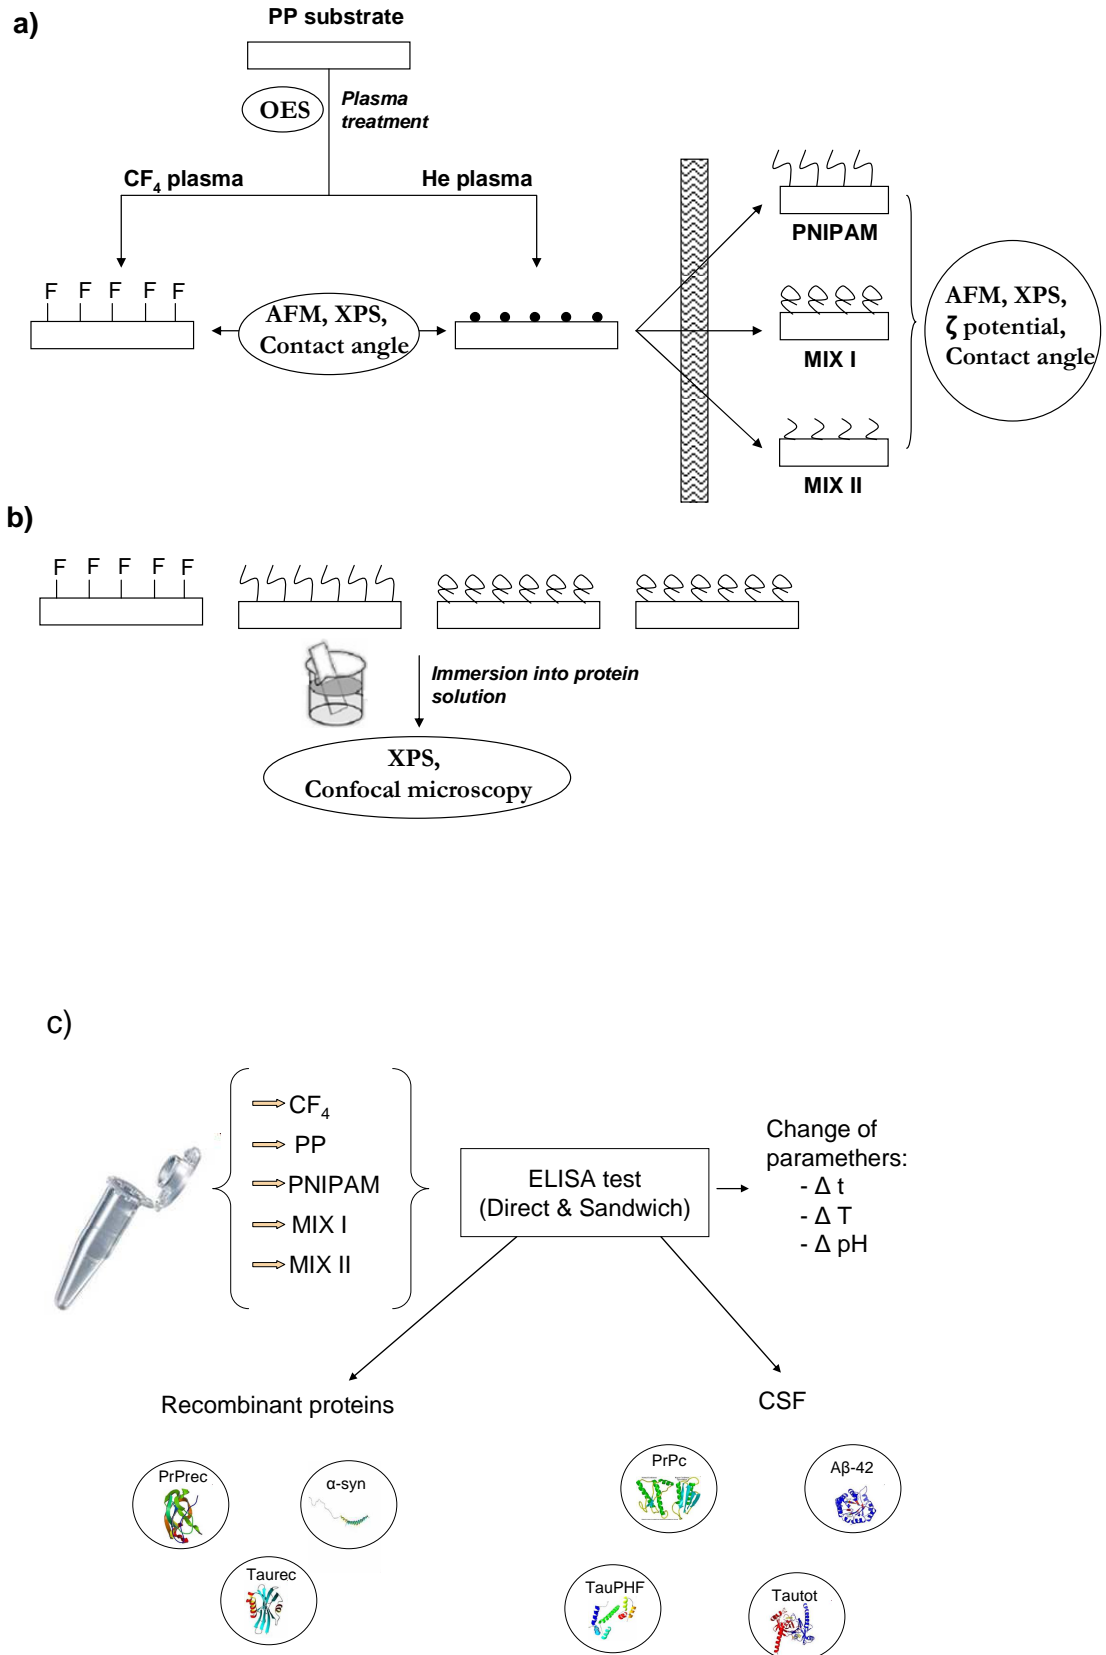 a)
PP substrate
OES
Plasma
treatment
CF₄ plasma
He plasma
F F F F F
AFM, XPS,
Contact angle
PNIPAM
MIX I
MIX II
AFM, XPS,
ζ potential,
Contact angle
b)
F F F F F
Immersion into protein
solution
XPS,
Confocal microscopy
c)
CF₄
PP
PNIPAM
MIX I
MIX II
ELISA test
(Direct & Sandwich)
Change of
paramethers:
- Δ t
- Δ T
- Δ pH
Recombinant proteins
CSF
PrPrec
α-syn
Taurec
PrPc
Aβ-42
TauPHF
Tautot